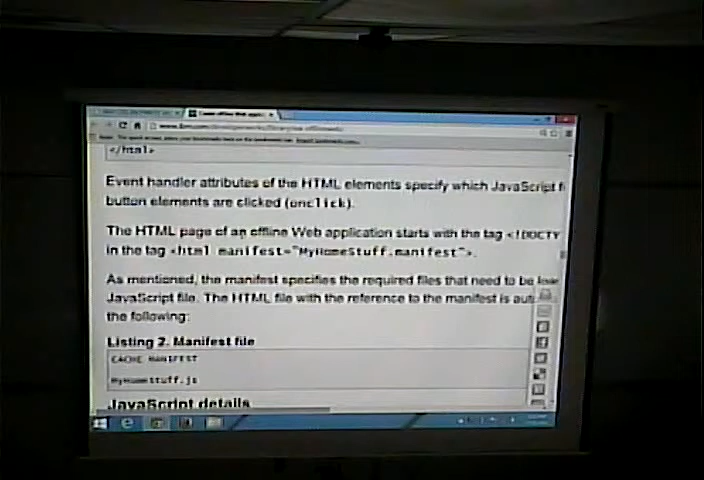 </html>
Event handler attributes of the HTML elements specify which JavaScript f
button elements are clicked (onclick).
The HTML page of an offline Web application starts with the tag <!DOCTY
in the tag <html manifest="MyHomeStuff.manifest">.
As mentioned, the manifest specifies the required files that need to be
JavaScript file. The HTML file with the reference to the manifest is
the following:
Listing 2. Manifest file
CACHE MANIFEST
MyHomeStuff.js
JavaScript details